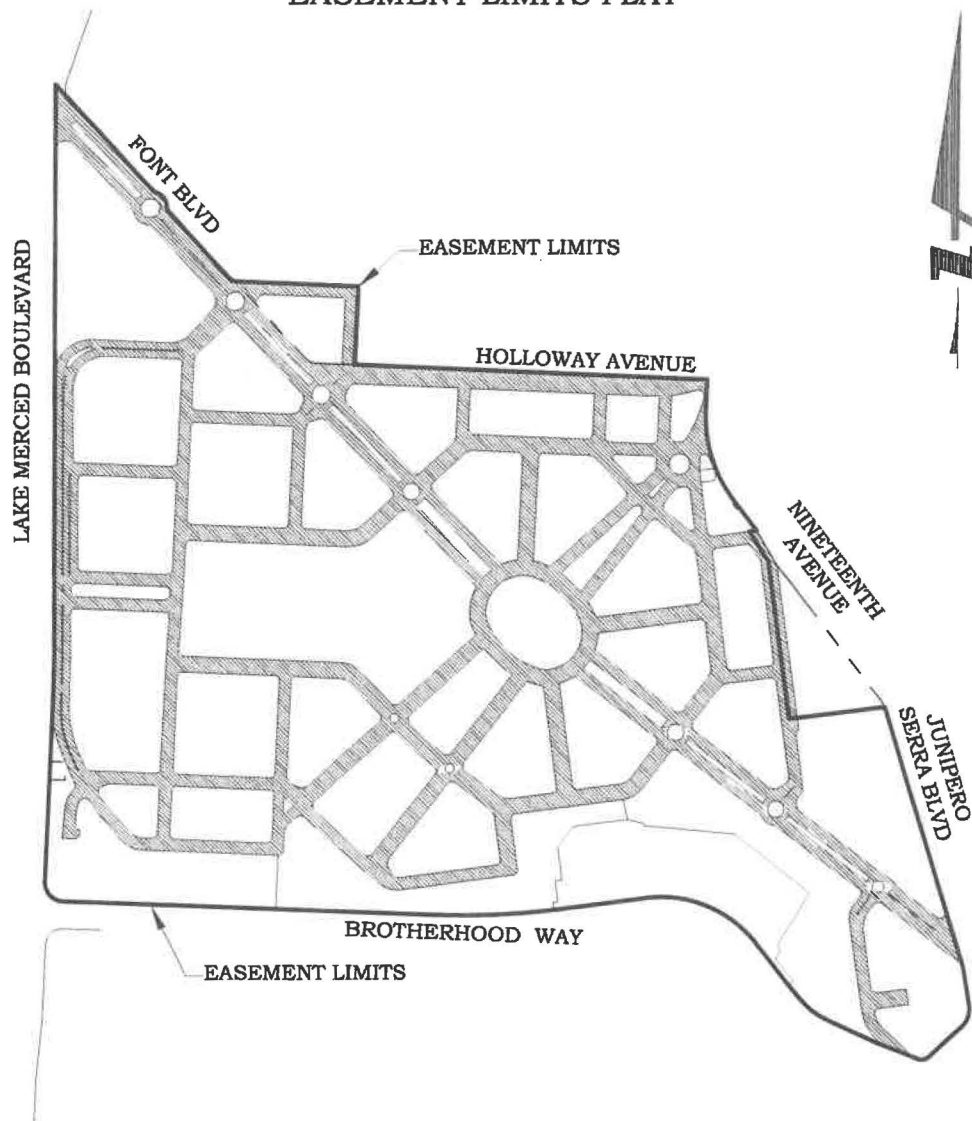 EASEMENT LIMITS PLAT
FONT BLVD
EASEMENT LIMITS
LAKE MERCED BOULEVARD
HOLLOWAY AVENUE
NINETEENTH
AVENUE
JUNIPERO
SERRA BLVD
BROTHERHOOD WAY
EASEMENT LIMITS